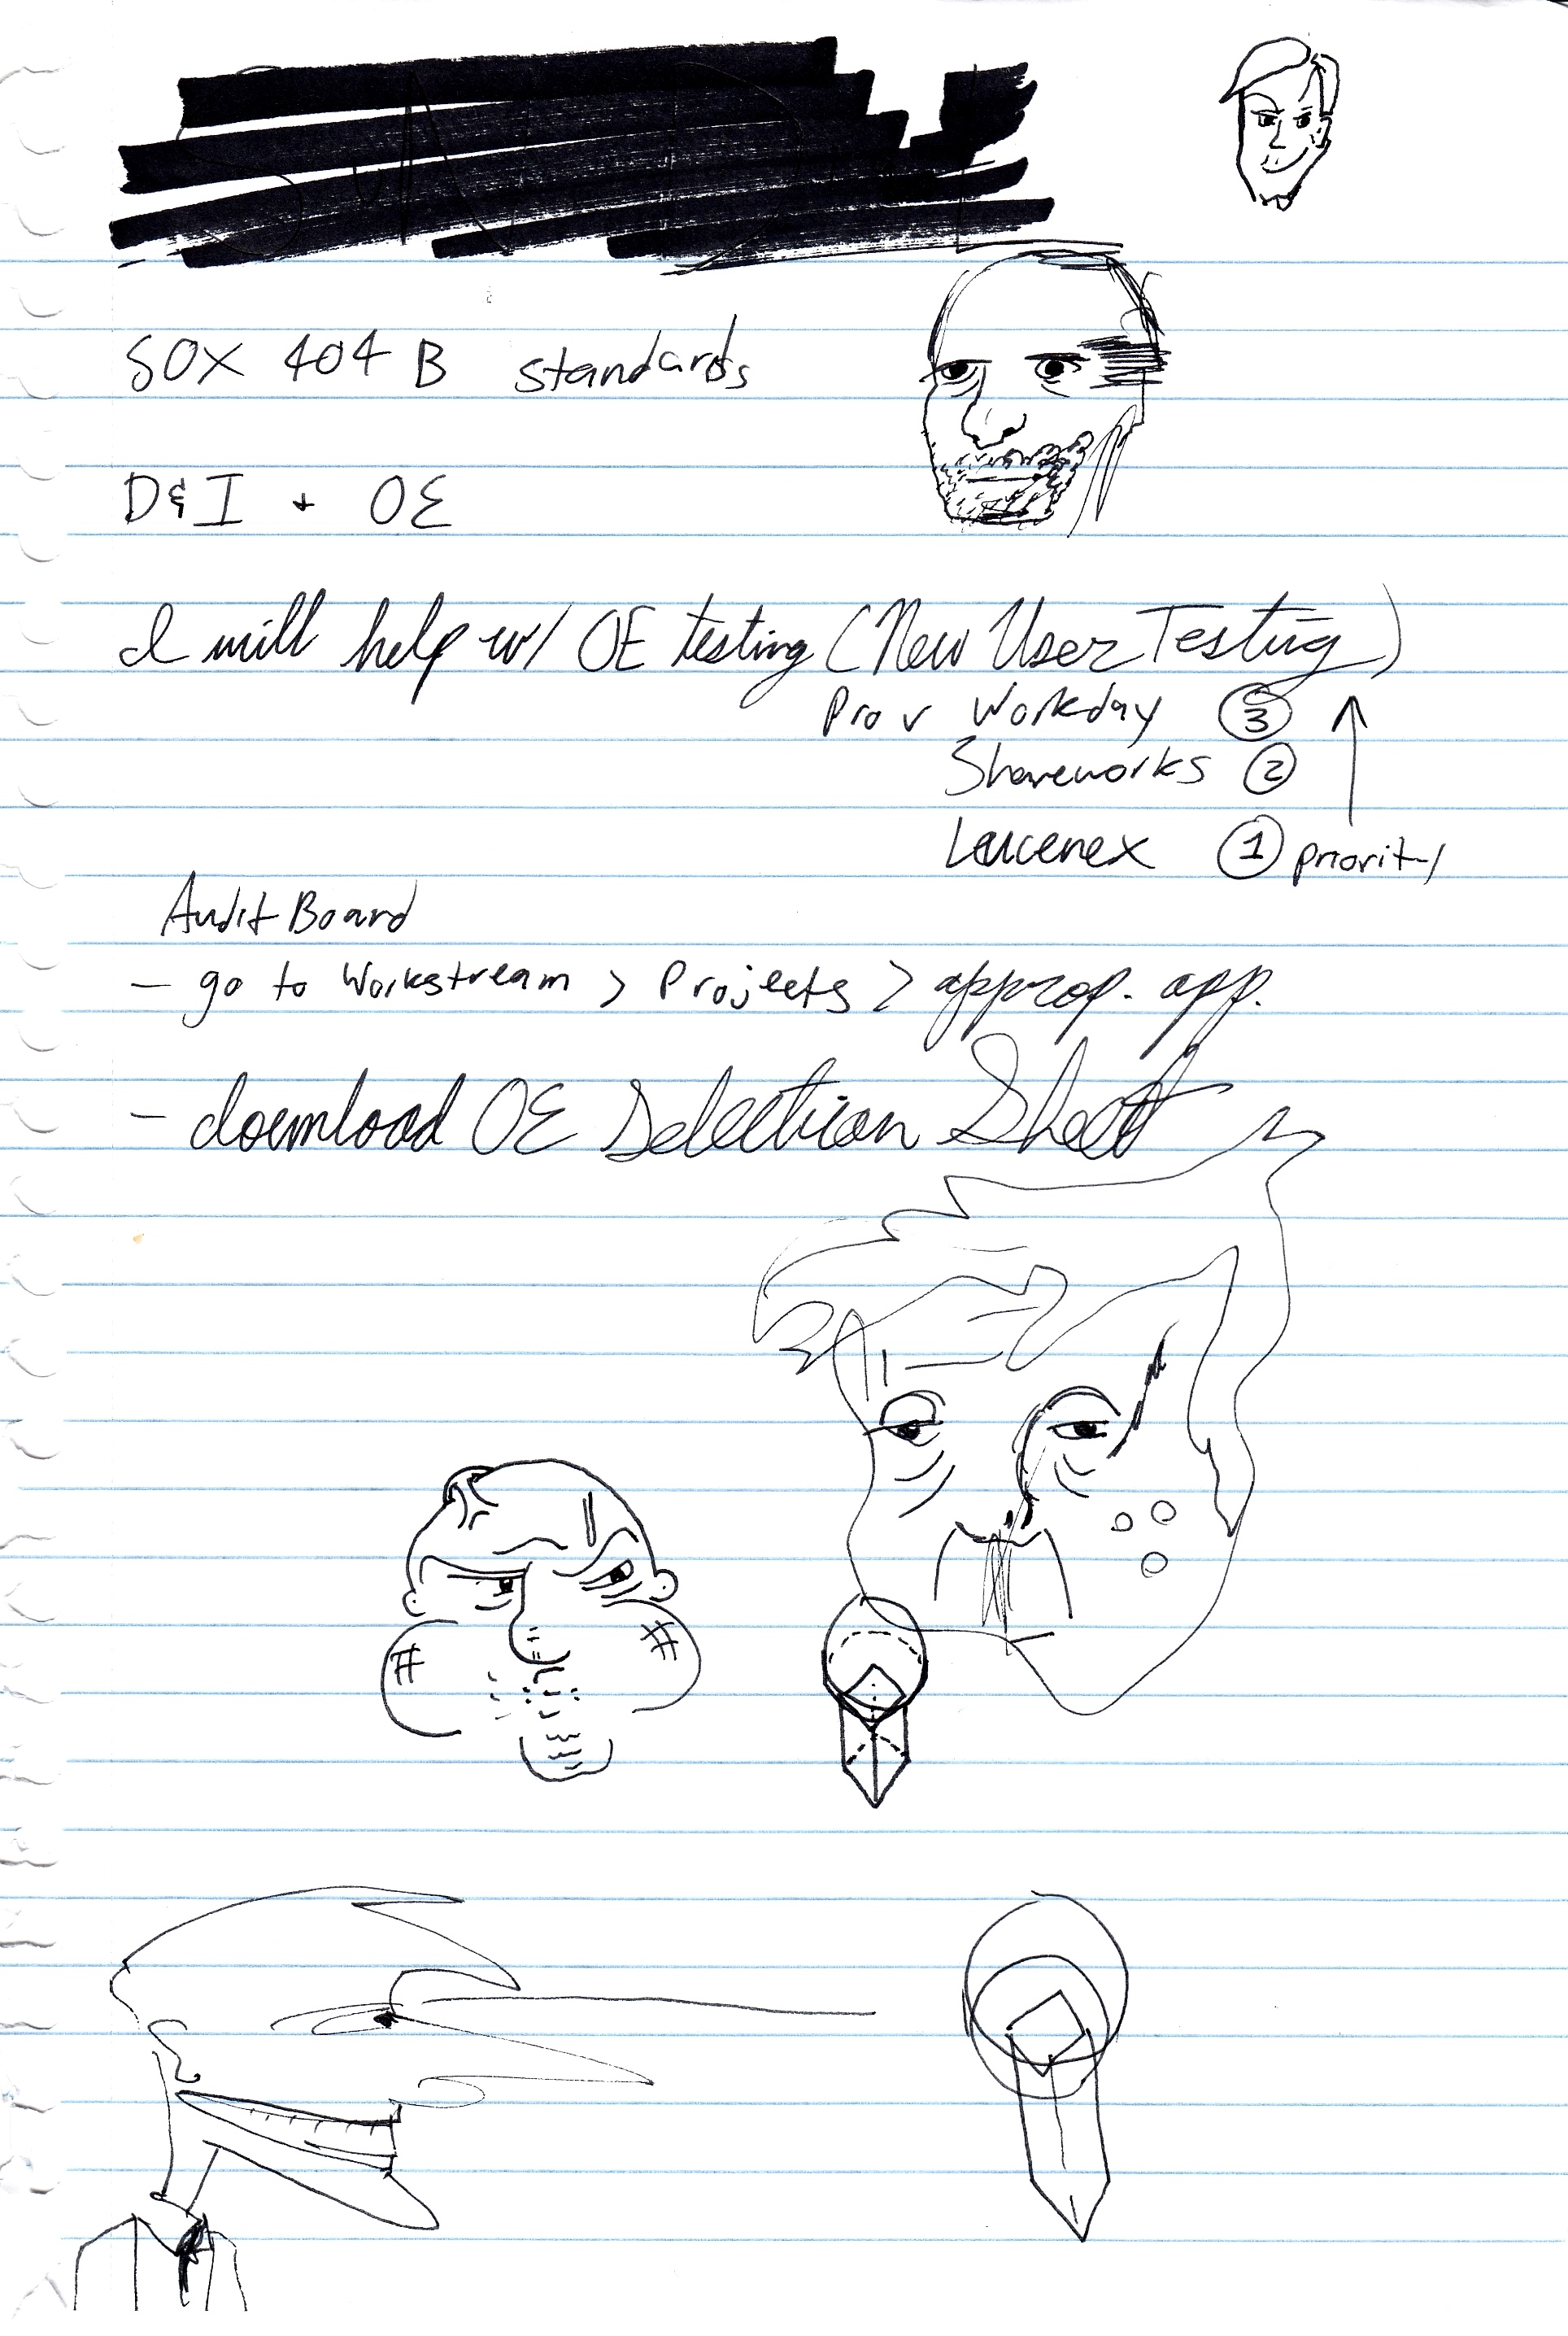 SOX 404 B standards
D&I + OE
I will help w/ OE testing (New User Testing)
Prov Workday ③ ↑
Shareworks ②
Leucenex ① priority
Audit Board
- go to Workstream > Projects > approp. app.
- download OE Selection Sheet